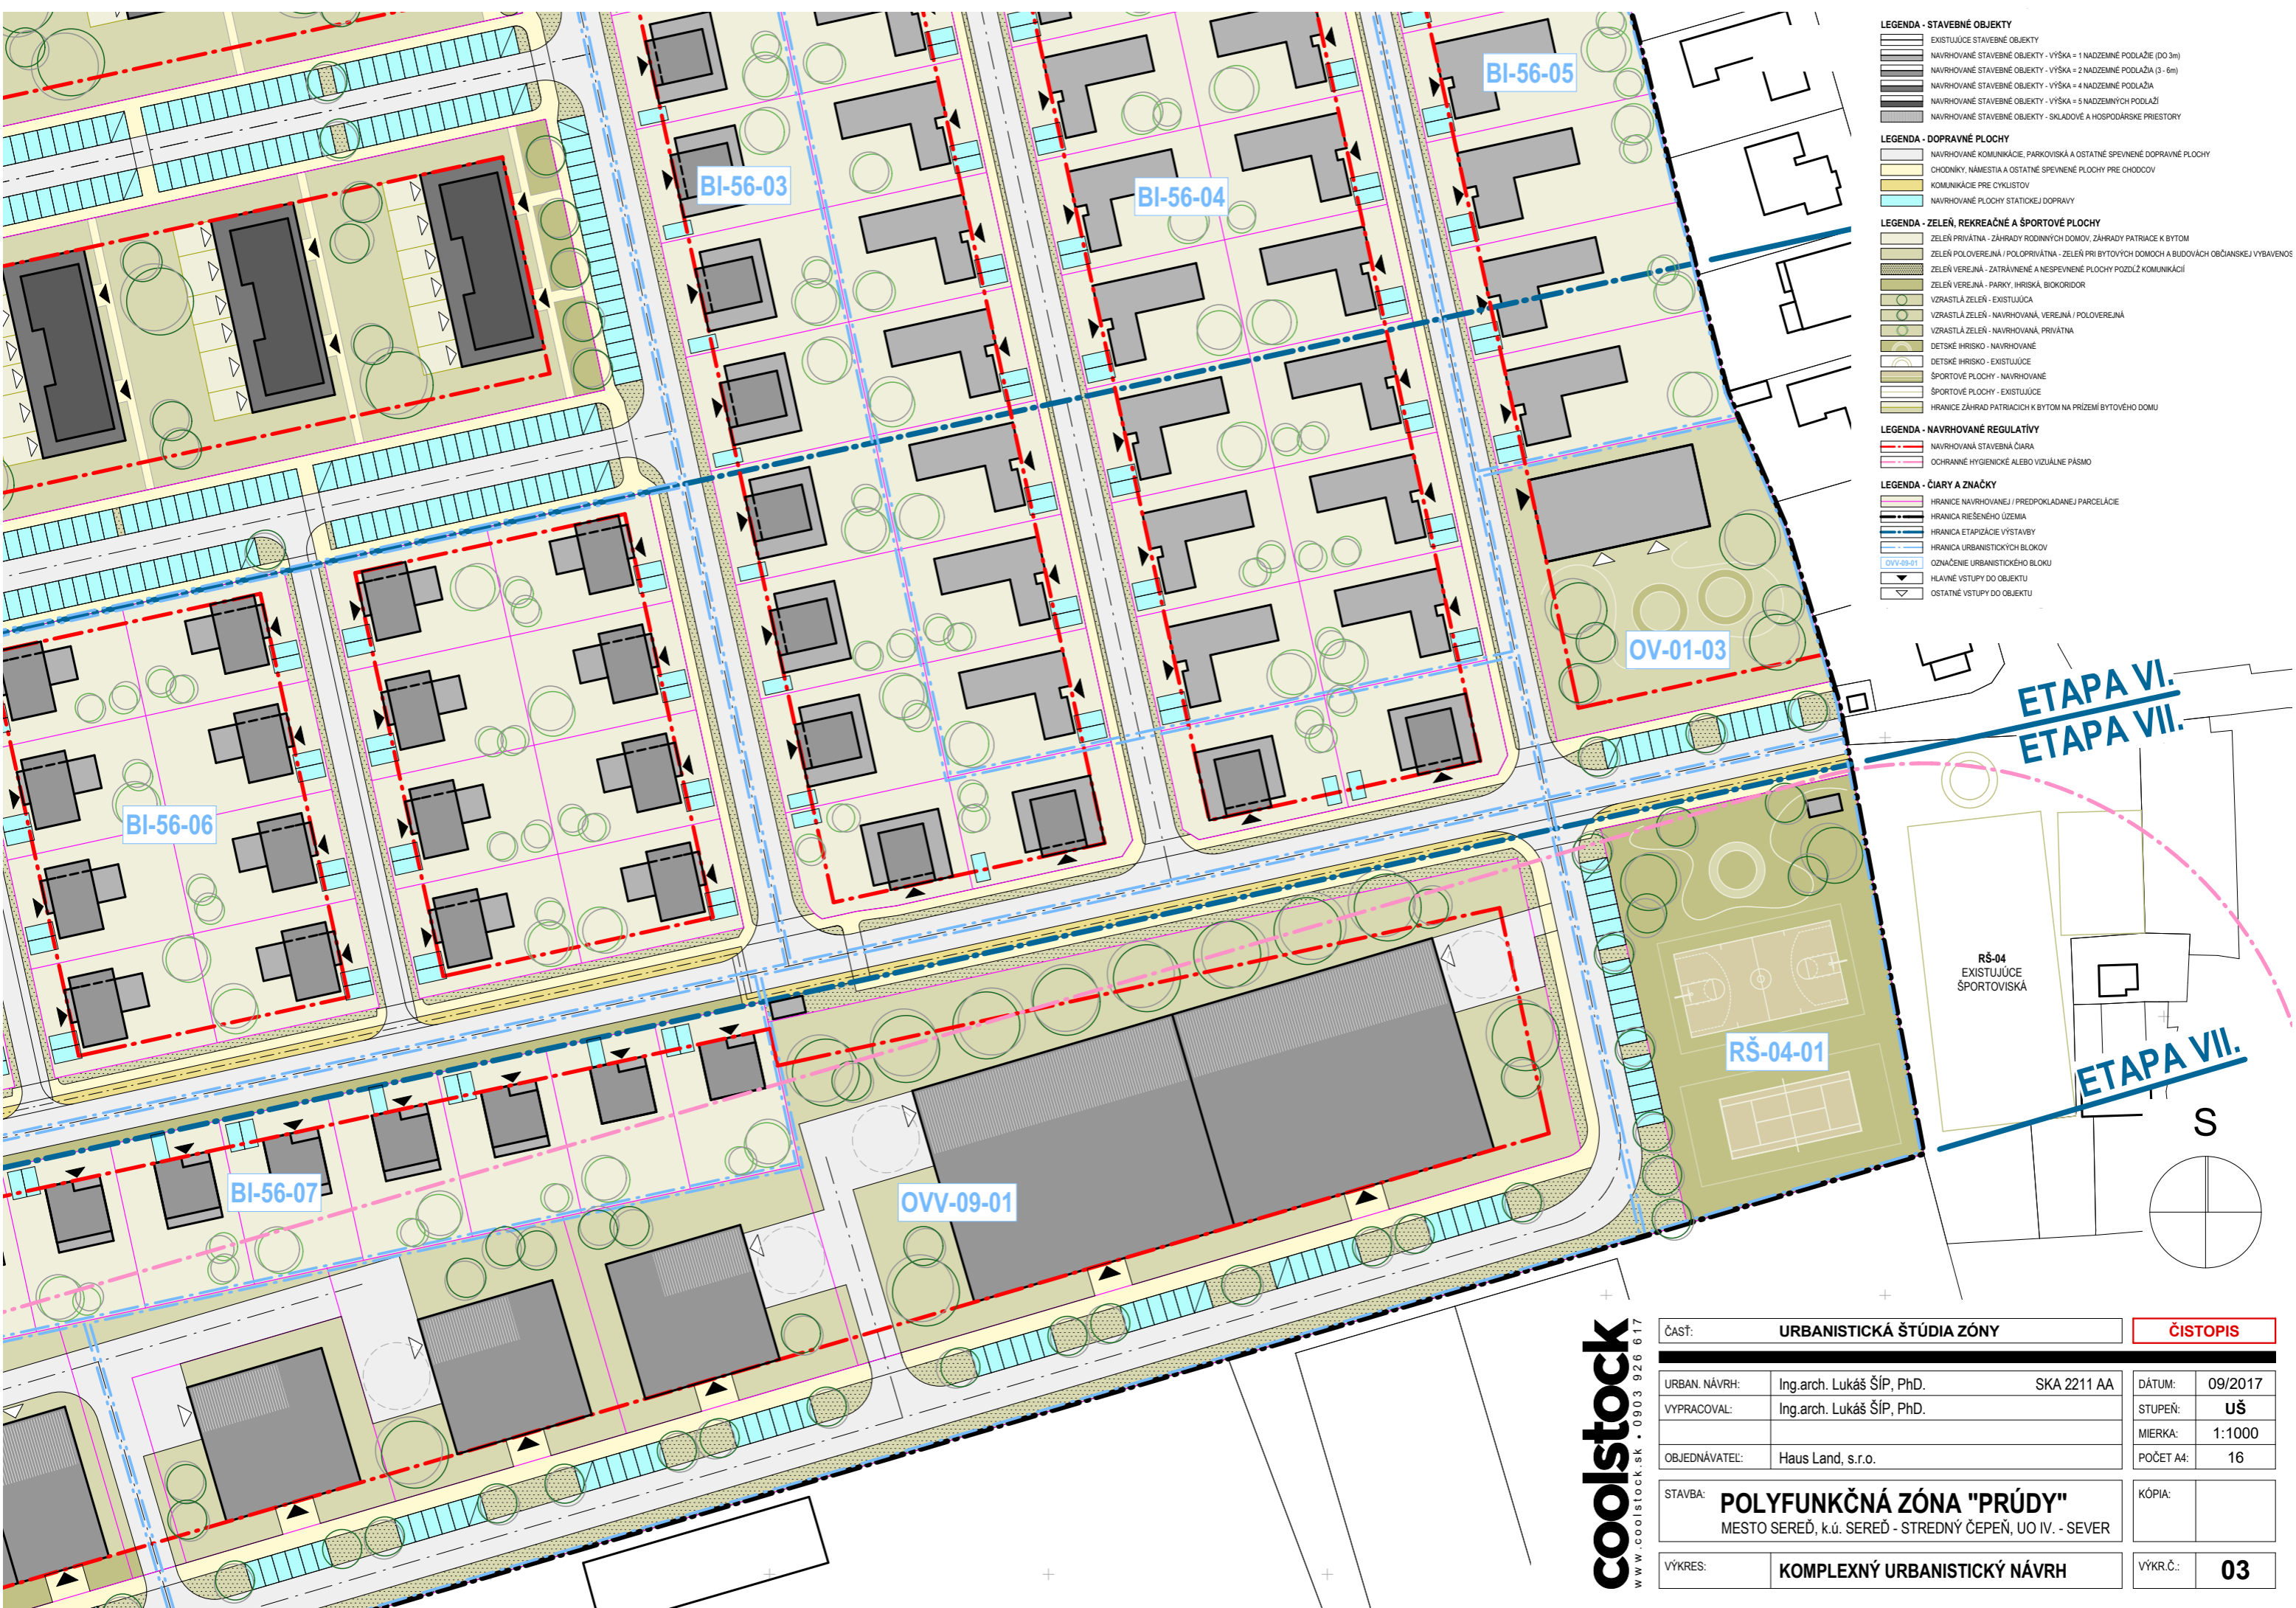 LEGENDA - STAVEBNÉ OBJEKTY
EXISTUJÚCE STAVEBNÉ OBJEKTY
NAVRHOVANÉ STAVEBNÉ OBJEKTY - VÝŠKA = 1 NADZEMNÉ PODLAŽIE (DO 3m)
NAVRHOVANÉ STAVEBNÉ OBJEKTY - VÝŠKA = 2 NADZEMNÉ PODLAŽIA (3 - 6m)
NAVRHOVANÉ STAVEBNÉ OBJEKTY - VÝŠKA = 4 NADZEMNÉ PODLAŽIA
NAVRHOVANÉ STAVEBNÉ OBJEKTY - VÝŠKA = 5 NADZEMNÝCH PODLAŽÍ
NAVRHOVANÉ STAVEBNÉ OBJEKTY - SKLADOVÉ A HOSPODÁRSKE PRIESTORY
LEGENDA - DOPRAVNÉ PLOCHY
NAVRHOVANÉ KOMUNIKÁCIE, PARKOVISKÁ A OSTATNÉ SPEVNENÉ DOPRAVNÉ PLOCHY
CHODNÍKY, NÁMESTIA A OSTATNÉ SPEVNENÉ PLOCHY PRE CHODCOV
KOMUNIKÁCIE PRE CYKLISTOV
NAVRHOVANÉ PLOCHY STATICKEJ DOPRAVY
LEGENDA - ZELEŇ, REKREAČNÉ A ŠPORTOVÉ PLOCHY
ZELEŇ PRIVÁTNA - ZÁHRADY RODINNÝCH DOMOV, ZÁHRADY PATRIACE K BYTOM
ZELEŇ POLOVEREJNÁ / POLOPRIVÁTNA - ZELEŇ PRI BYTOVÝCH DOMOCH A BUDOVÁCH OBČIANSKEJ VYBAVENOS
ZELEŇ VEREJNÁ - ZATRÁVNENÉ A NESPEVNENÉ PLOCHY POZDĹŽ KOMUNIKÁCIÍ
ZELEŇ VEREJNÁ - PARKY, IHRISKÁ, BIOKORIDOR
VZRASTLÁ ZELEŇ - EXISTUJÚCA
VZRASTLÁ ZELEŇ - NAVRHOVANÁ, VEREJNÁ / POLOVEREJNÁ
VZRASTLÁ ZELEŇ - NAVRHOVANÁ, PRIVÁTNA
DETSKÉ IHRISKO - NAVRHOVANÉ
DETSKÉ IHRISKO - EXISTUJÚCE
ŠPORTOVÉ PLOCHY - NAVRHOVANÉ
ŠPORTOVÉ PLOCHY - EXISTUJÚCE
HRANICE ZÁHRAD PATRIACICH K BYTOM NA PRÍZEMÍ BYTOVÉHO DOMU
LEGENDA - NAVRHOVANÉ REGULATÍVY
NAVRHOVANÁ STAVEBNÁ ČIARA
OCHRANNÉ HYGIENICKÉ ALEBO VIZUÁLNE PÁSMO
LEGENDA - ČIARY A ZNAČKY
HRANICE NAVRHOVANEJ / PREDPOKLADANEJ PARCELÁCIE
HRANICA RIEŠENÉHO ÚZEMIA
HRANICA ETAPIZÁCIE VÝSTAVBY
HRANICA URBANISTICKÝCH BLOKOV
OVV-09-01 OZNAČENIE URBANISTICKÉHO BLOKU
HLAVNÉ VSTUPY DO OBJEKTU
OSTATNÉ VSTUPY DO OBJEKTU
BI-56-05
BI-56-03
BI-56-04
OV-01-03
BI-56-06
BI-56-07
OVV-09-01
RŠ-04-01
ETAPA VI.
ETAPA VII.
RŠ-04
EXISTUJÚCE
ŠPORTOVISKÁ
ETAPA VII.
S
coolstock
www.coolstock.sk • 0903 926 617
ČASŤ: URBANISTICKÁ ŠTÚDIA ZÓNY
ČISTOPIS
URBAN. NÁVRH: Ing.arch. Lukáš ŠÍP, PhD. SKA 2211 AA
DÁTUM: 09/2017
VYPRACOVAL: Ing.arch. Lukáš ŠÍP, PhD.
STUPEŇ: UŠ
MIERKA: 1:1000
OBJEDNÁVATEĽ: Haus Land, s.r.o.
POČET A4: 16
STAVBA: POLYFUNKČNÁ ZÓNA "PRÚDY"
MESTO SEREĎ, k.ú. SEREĎ - STREDNÝ ČEPEŇ, UO IV. - SEVER
KÓPIA:
VÝKRES: KOMPLEXNÝ URBANISTICKÝ NÁVRH
VÝKR.Č.: 03